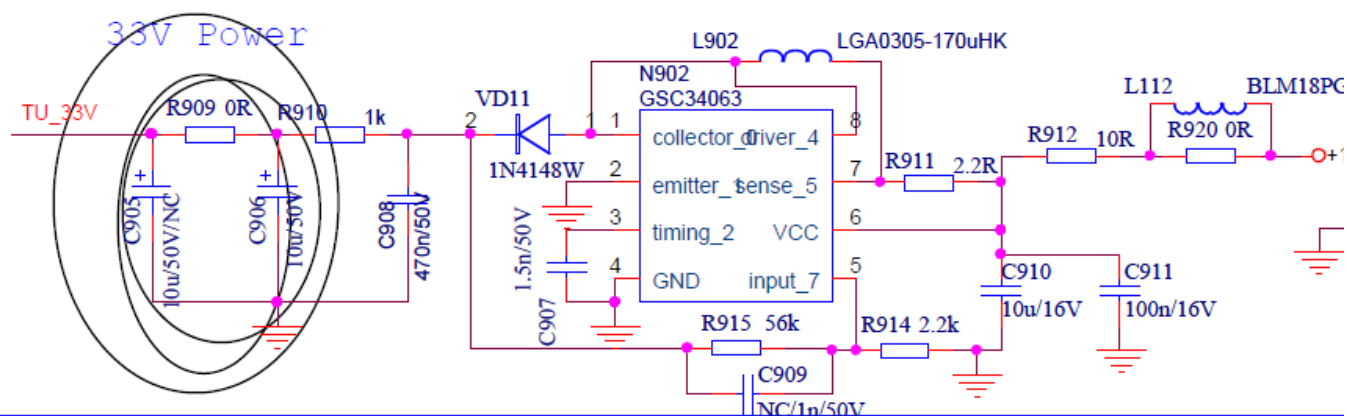 33V Power
L902 LGA0305-170uHK
N902
GSC34063
TU_33V
R909 0R
R910
1k
2
VD11
1
1N4148W
1 collector_0
driver_4 8
2 emitter_1
sense_5 7
3 timing_2
VCC 6
4 GND
input_7 5
R911
2.2R
R912 10R
L112 BLM18PG
R920 0R
+1
C905
10u/50V/NC
C906
10u/50V
C908
470n/50V
1.5n/50V
C907
C910
10u/16V
C911
100n/16V
R915 56k
R914 2.2k
C909
NC/1n/50V